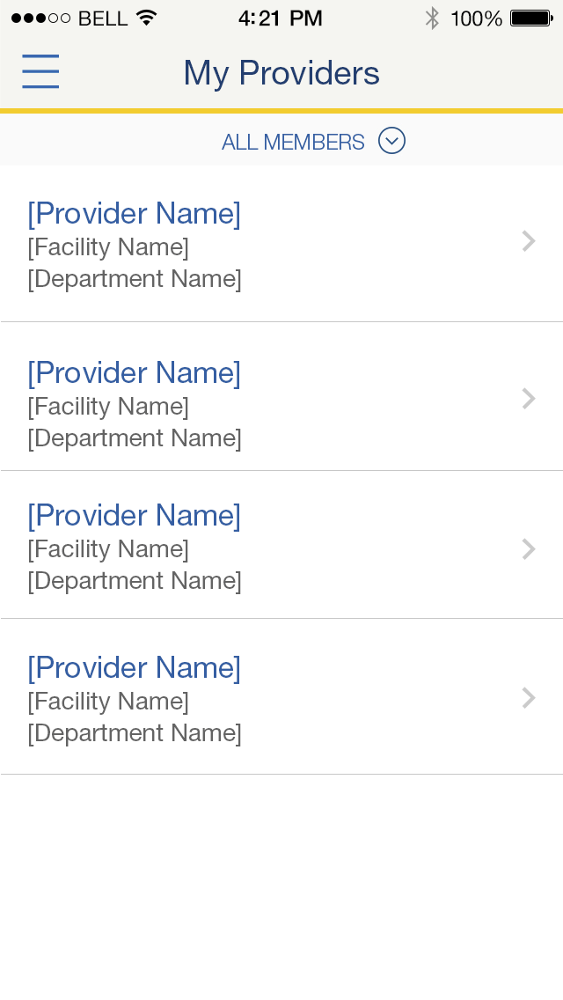 BELL 4:21 PM 100%
My Providers
ALL MEMBERS
[Provider Name]
[Facility Name]
[Department Name]
[Provider Name]
[Facility Name]
[Department Name]
[Provider Name]
[Facility Name]
[Department Name]
[Provider Name]
[Facility Name]
[Department Name]